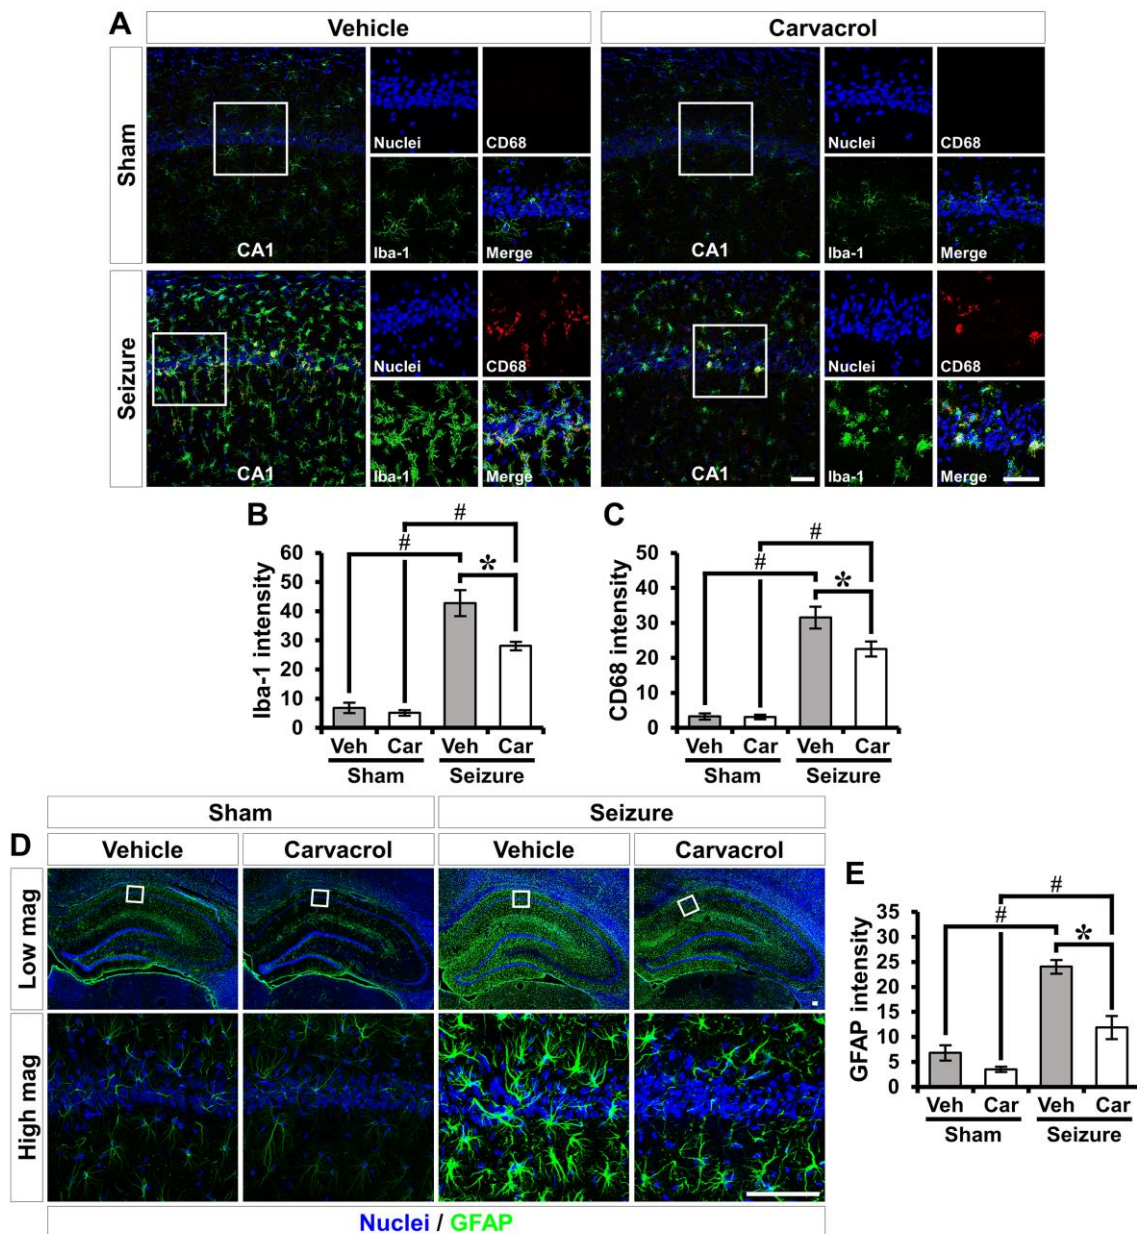 A
Vehicle
Carvacrol
Sham
Nuclei
CD68
Nuclei
CD68
CA1
Iba-1
Merge
CA1
Iba-1
Merge
Seizure
Nuclei
CD68
Nuclei
CD68
CA1
Iba-1
Merge
CA1
Iba-1
Merge
B
#
#
*
Iba-1 intensity
60
50
40
30
20
10
0
Veh Car Veh Car
Sham Seizure
C
#
#
*
CD68 intensity
50
40
30
20
10
0
Veh Car Veh Car
Sham Seizure
D
Sham
Seizure
Vehicle
Carvacrol
Vehicle
Carvacrol
Low mag
High mag
Nuclei / GFAP
E
#
#
*
GFAP intensity
35
30
25
20
15
10
5
0
Veh Car Veh Car
Sham Seizure